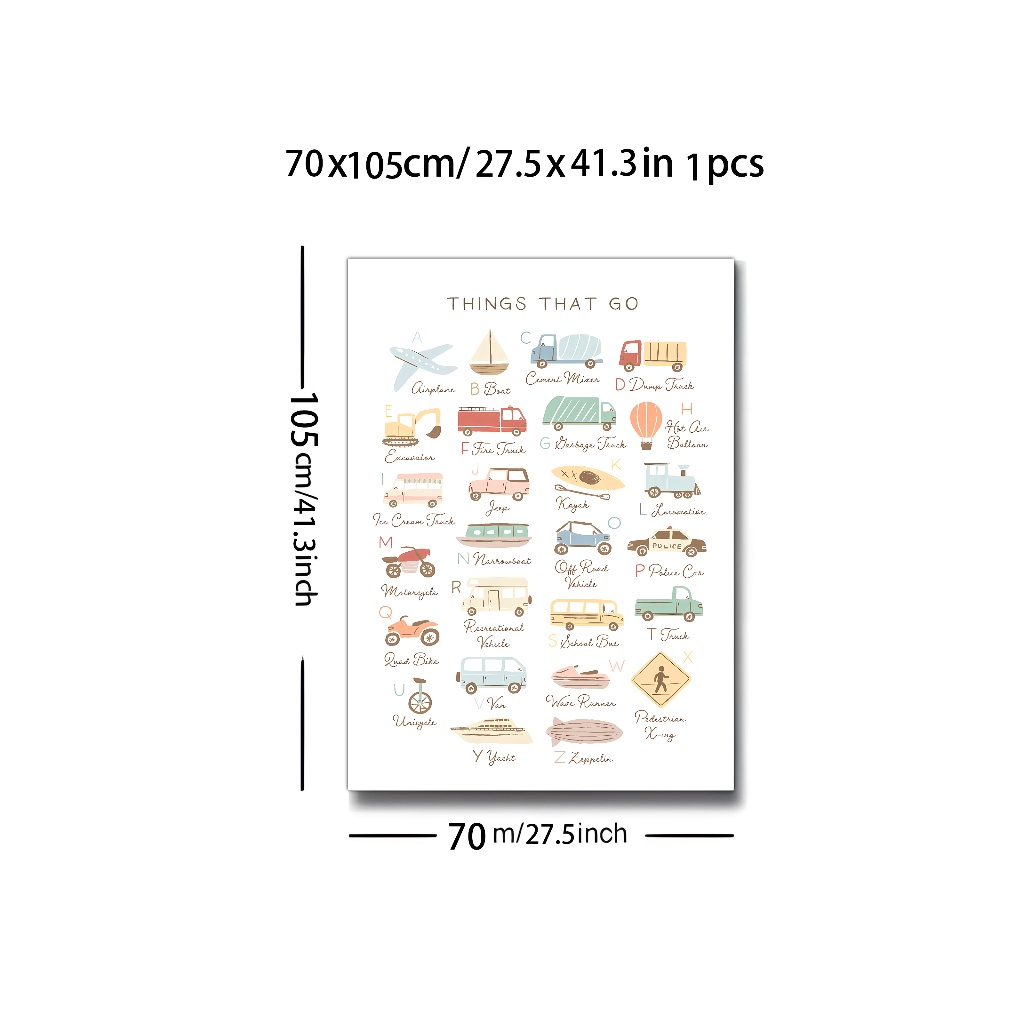 70x105cm/ 27.5x41.3in 1pcs
105cm/41.3inch
THINGS THAT GO
A
Airplane
B Boat
C
Cement Mixer
D Dump Truck
E
Excavator
F Fire Truck
G Garbage Truck
H
Hot Air
Balloon
I
Ice Cream Truck
J
Jeep
K
Kayak
L Locomotive
M
Motorcycle
N Narrowboat
O
Off Road
Vehicle
POLICE
P Police Car
Q
Quad Bike
R
Recreational
Vehicle
S School Bus
T Truck
U
Unicycle
V Van
W
Wave Runner
X
Pedestrian
X-ing
Y Yacht
Z Zeppelin
70 m/27.5inch